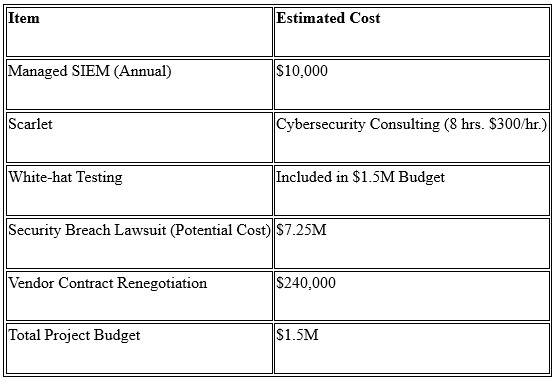 Item Estimated Cost
Managed SIEM (Annual) $10,000
Scarlet Cybersecurity Consulting (8 hrs. $300/hr.)
White-hat Testing Included in $1.5M Budget
Security Breach Lawsuit (Potential Cost) $7.25M
Vendor Contract Renegotiation $240,000
Total Project Budget $1.5M